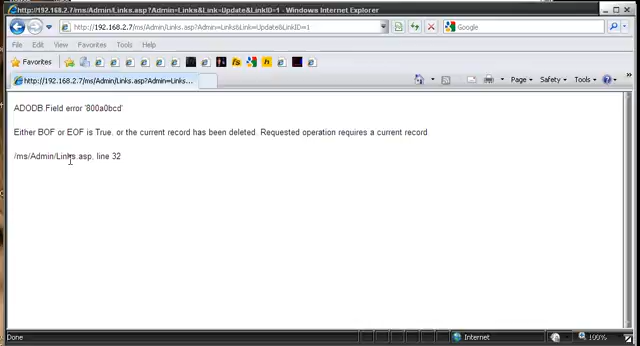 http://192.168.2.7/ms/Admin/Links.asp?Admin=Links&Link=Update&LinkID=1 - Windows Internet Explorer
http://192.168.2.7/ms/Admin/Links.asp?Admin=Links&Link=Update&LinkID=1
Google
File Edit View Favorites Tools Help
Favorites
http://192.168.2.7/ms/Admin/Links.asp?Admin=Links...
Page Safety Tools
ADODB.Field error '800a0bcd'
Either BOF or EOF is True, or the current record has been deleted. Requested operation requires a current record.
/ms/Admin/Links.asp, line 32
Done
Internet
100%